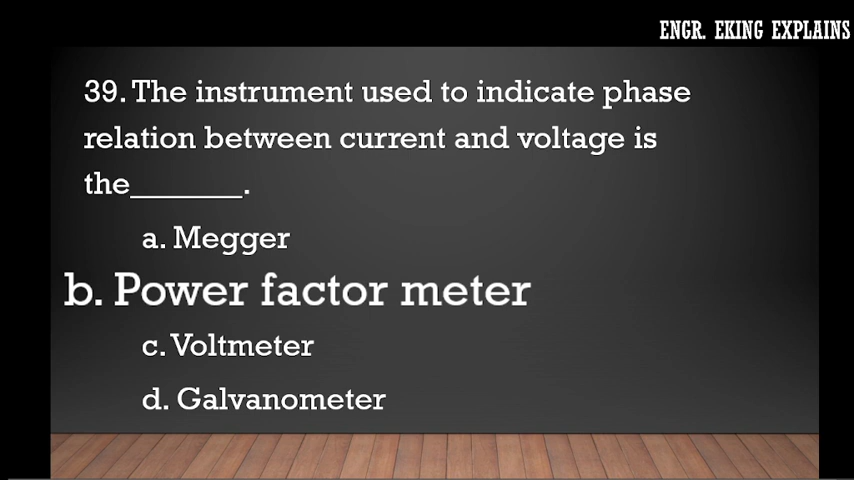 ENGR. EKING EXPLAINS
39. The instrument used to indicate phase
relation between current and voltage is
the_______.
a. Megger
b. Power factor meter
c. Voltmeter
d. Galvanometer